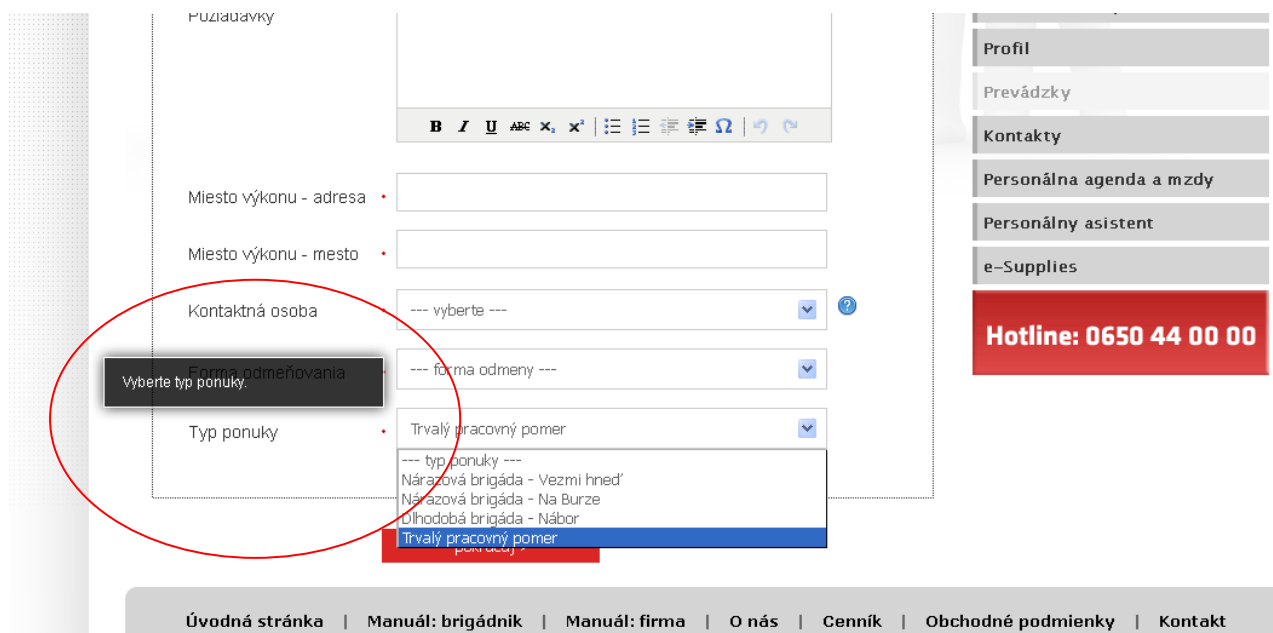 Požiadavky
B I U ABC X₂ X² Ω
Miesto výkonu - adresa •
Miesto výkonu - mesto •
Kontaktná osoba • --- vyberte --- ?
Forma odmeňovania • --- forma odmeny ---
Vyberte typ ponuky.
Typ ponuky • Trvalý pracovný pomer
--- typ ponuky ---
Nárazová brigáda - Vezmi hneď
Nárazová brigáda - Na Burze
Dlhodobá brigáda - Nábor
Trvalý pracovný pomer
pokračuj >
Profil
Prevádzky
Kontakty
Personálna agenda a mzdy
Personálny asistent
e-Supplies
Hotline: 0650 44 00 00
Úvodná stránka | Manuál: brigádnik | Manuál: firma | O nás | Cenník | Obchodné podmienky | Kontakt